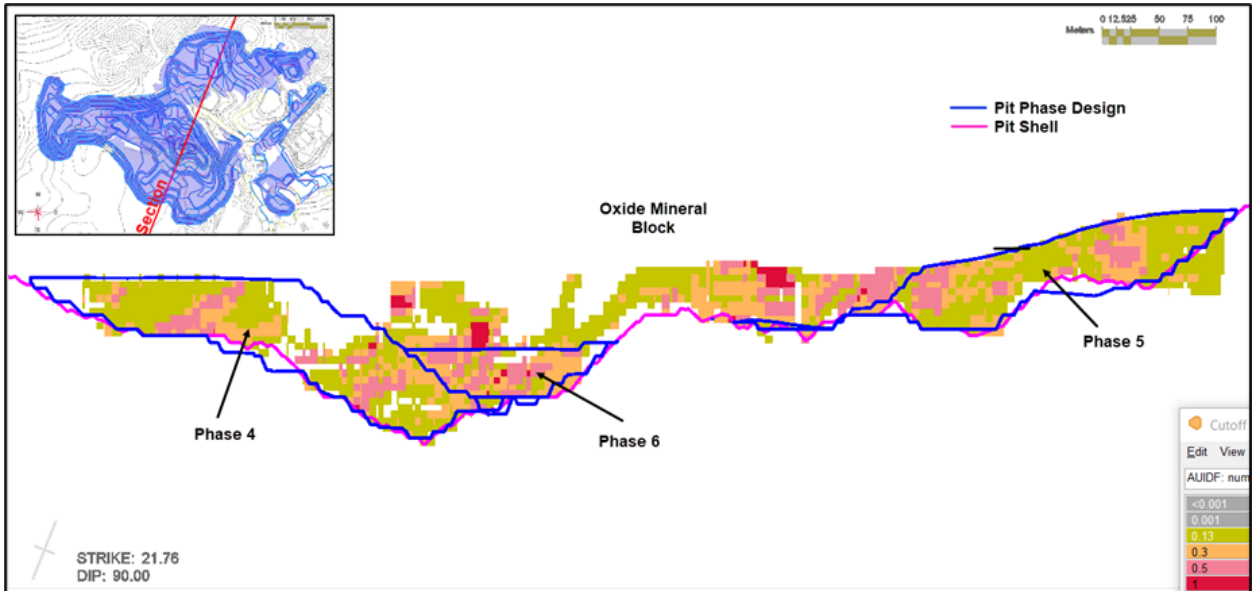 Section
Meters
0 12.525 50 75 100
Pit Phase Design
Pit Shell
Oxide Mineral
Block
Phase 4
Phase 6
Phase 5
STRIKE: 21.76
DIP: 90.00
Cutoff
Edit View
AUIDF: num
<0.001
0.001
0.13
0.3
0.5
1